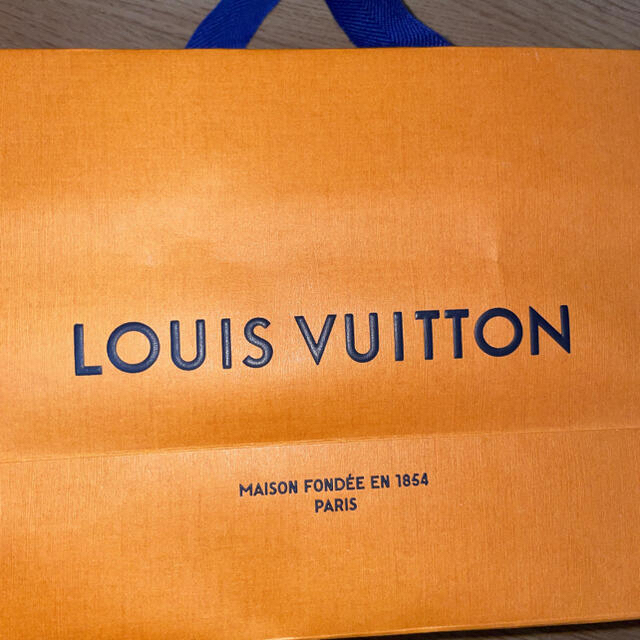 LOUIS VUITTON
MAISON FONDÉE EN 1854
PARIS